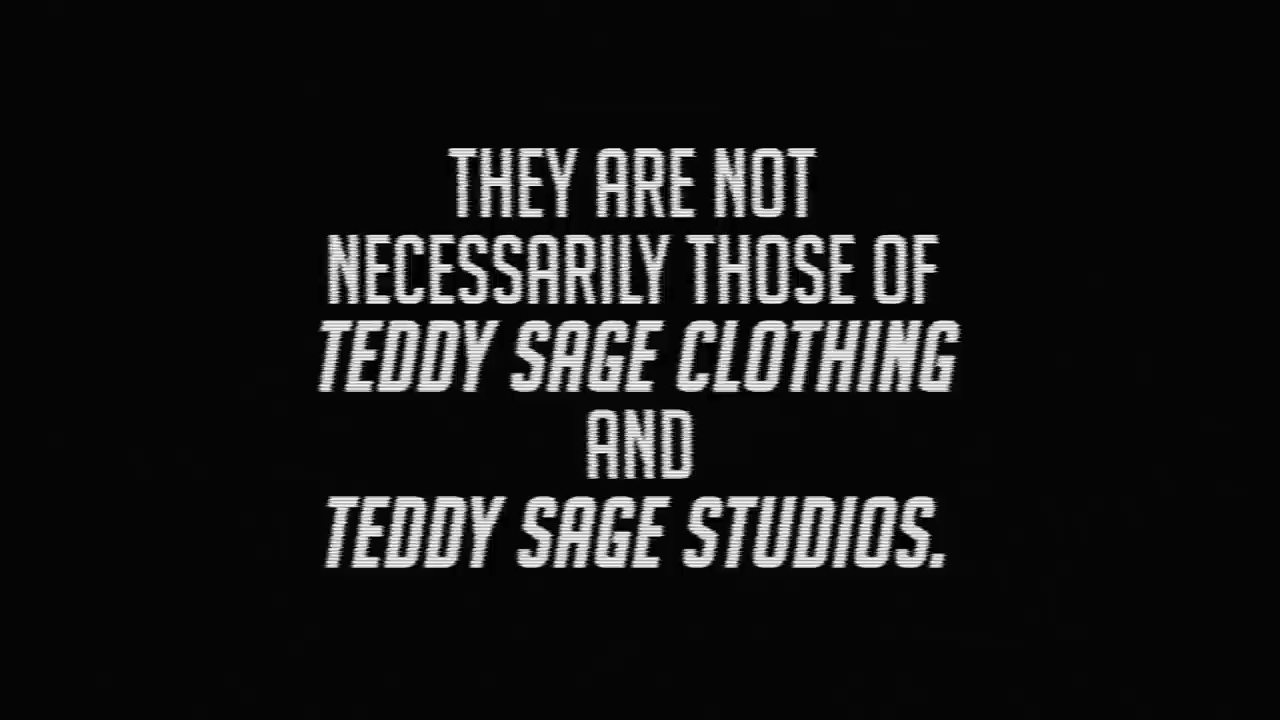 THEY ARE NOT
NECESSARILY THOSE OF
TEDDY SAGE CLOTHING
AND
TEDDY SAGE STUDIOS.